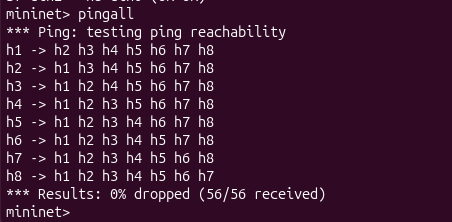 mininet> pingall
*** Ping: testing ping reachability
h1 -> h2 h3 h4 h5 h6 h7 h8
h2 -> h1 h3 h4 h5 h6 h7 h8
h3 -> h1 h2 h4 h5 h6 h7 h8
h4 -> h1 h2 h3 h5 h6 h7 h8
h5 -> h1 h2 h3 h4 h6 h7 h8
h6 -> h1 h2 h3 h4 h5 h7 h8
h7 -> h1 h2 h3 h4 h5 h6 h8
h8 -> h1 h2 h3 h4 h5 h6 h7
*** Results: 0% dropped (56/56 received)
mininet>